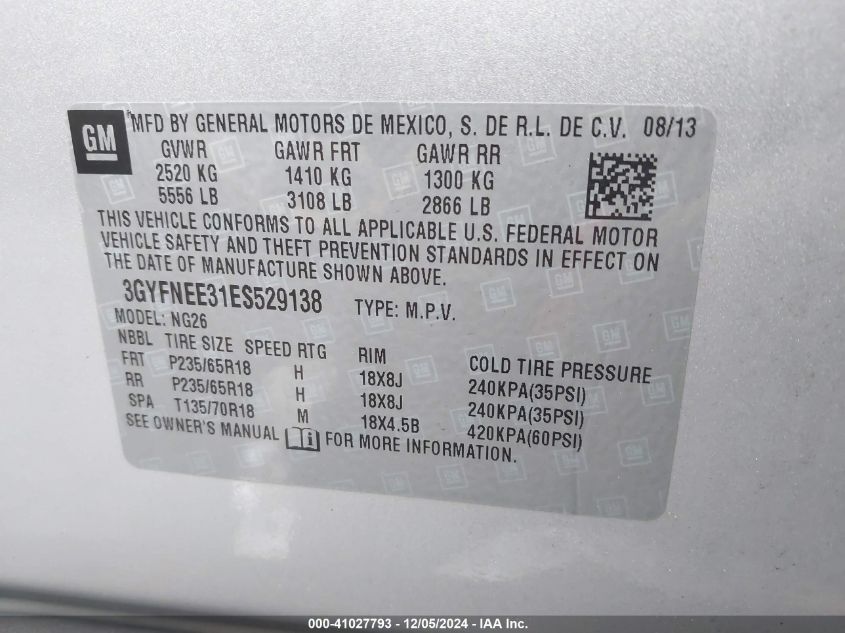 GM
MFD BY GENERAL MOTORS DE MEXICO, S. DE R.L. DE C.V. 08/13
GVWR GAWR FRT GAWR RR
2520 KG 1410 KG 1300 KG
5556 LB 3108 LB 2866 LB
THIS VEHICLE CONFORMS TO ALL APPLICABLE U.S. FEDERAL MOTOR
VEHICLE SAFETY AND THEFT PREVENTION STANDARDS IN EFFECT ON
THE DATE OF MANUFACTURE SHOWN ABOVE.
3GYFNEE31ES529138 TYPE: M.P.V.
MODEL: NG26
NBBL TIRE SIZE SPEED RTG RIM COLD TIRE PRESSURE
FRT P235/65R18 H 18X8J 240KPA(35PSI)
RR P235/65R18 H 18X8J 240KPA(35PSI)
SPA T135/70R18 M 18X4.5B 420KPA(60PSI)
SEE OWNER'S MANUAL FOR MORE INFORMATION.
000-41027793 - 12/05/2024 - IAA Inc.